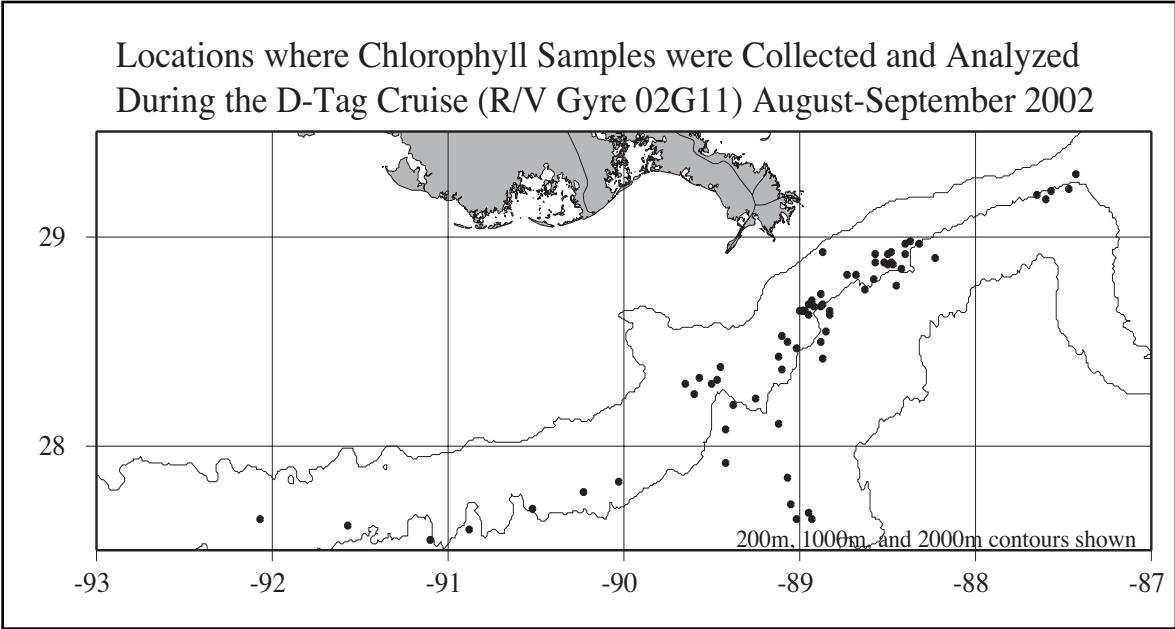 Locations where Chlorophyll Samples were Collected and Analyzed
During the D-Tag Cruise (R/V Gyre 02G11) August-September 2002
29
28
200m, 1000m, and 2000m contours shown
-93 -92 -91 -90 -89 -88 -87